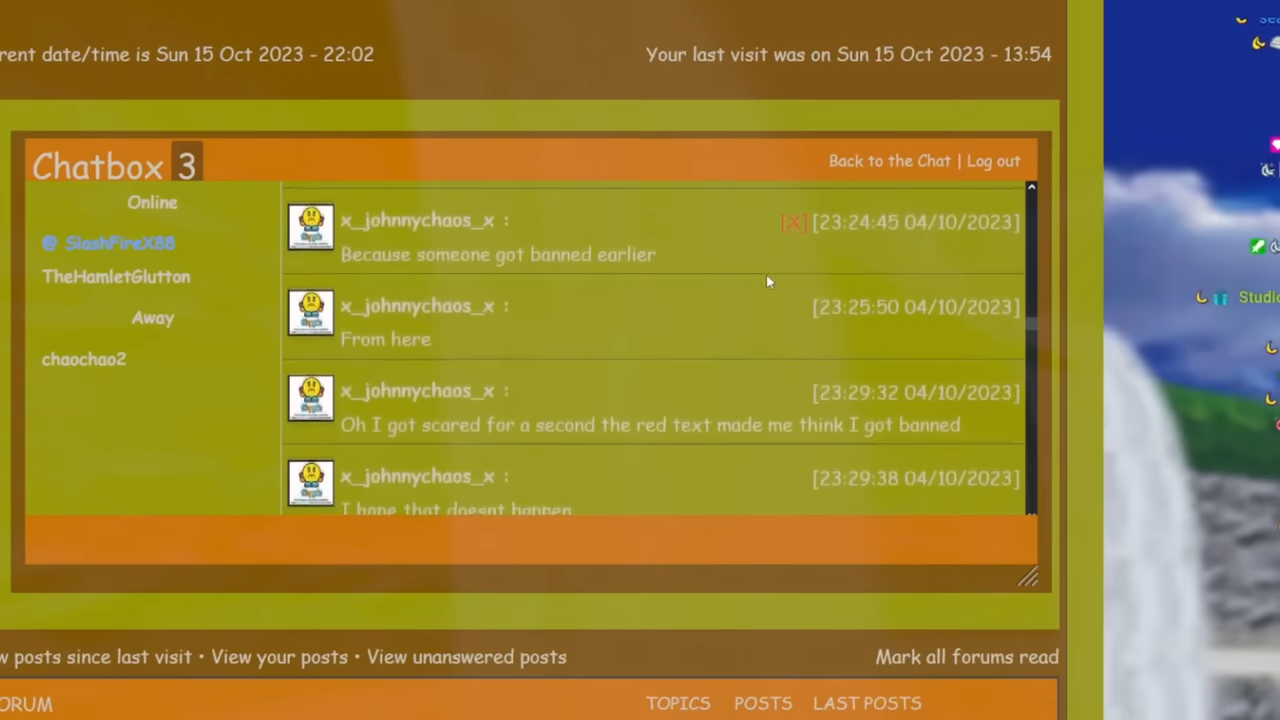 rent date/time is Sun 15 Oct 2023 - 22:02
Your last visit was on Sun 15 Oct 2023 - 13:54
Chatbox 3
Back to the Chat | Log out
Online
@ SlashFireX88
TheHamletGlutton
Away
chaochao2
x_johnnychaos_x :
[X] [23:24:45 04/10/2023]
Because someone got banned earlier
x_johnnychaos_x :
[23:25:50 04/10/2023]
From here
x_johnnychaos_x :
[23:29:32 04/10/2023]
Oh I got scared for a second the red text made me think I got banned
x_johnnychaos_x :
[23:29:38 04/10/2023]
I hope that doesnt happen
w posts since last visit • View your posts • View unanswered posts
Mark all forums read
ORUM
TOPICS POSTS LAST POSTS
Studio